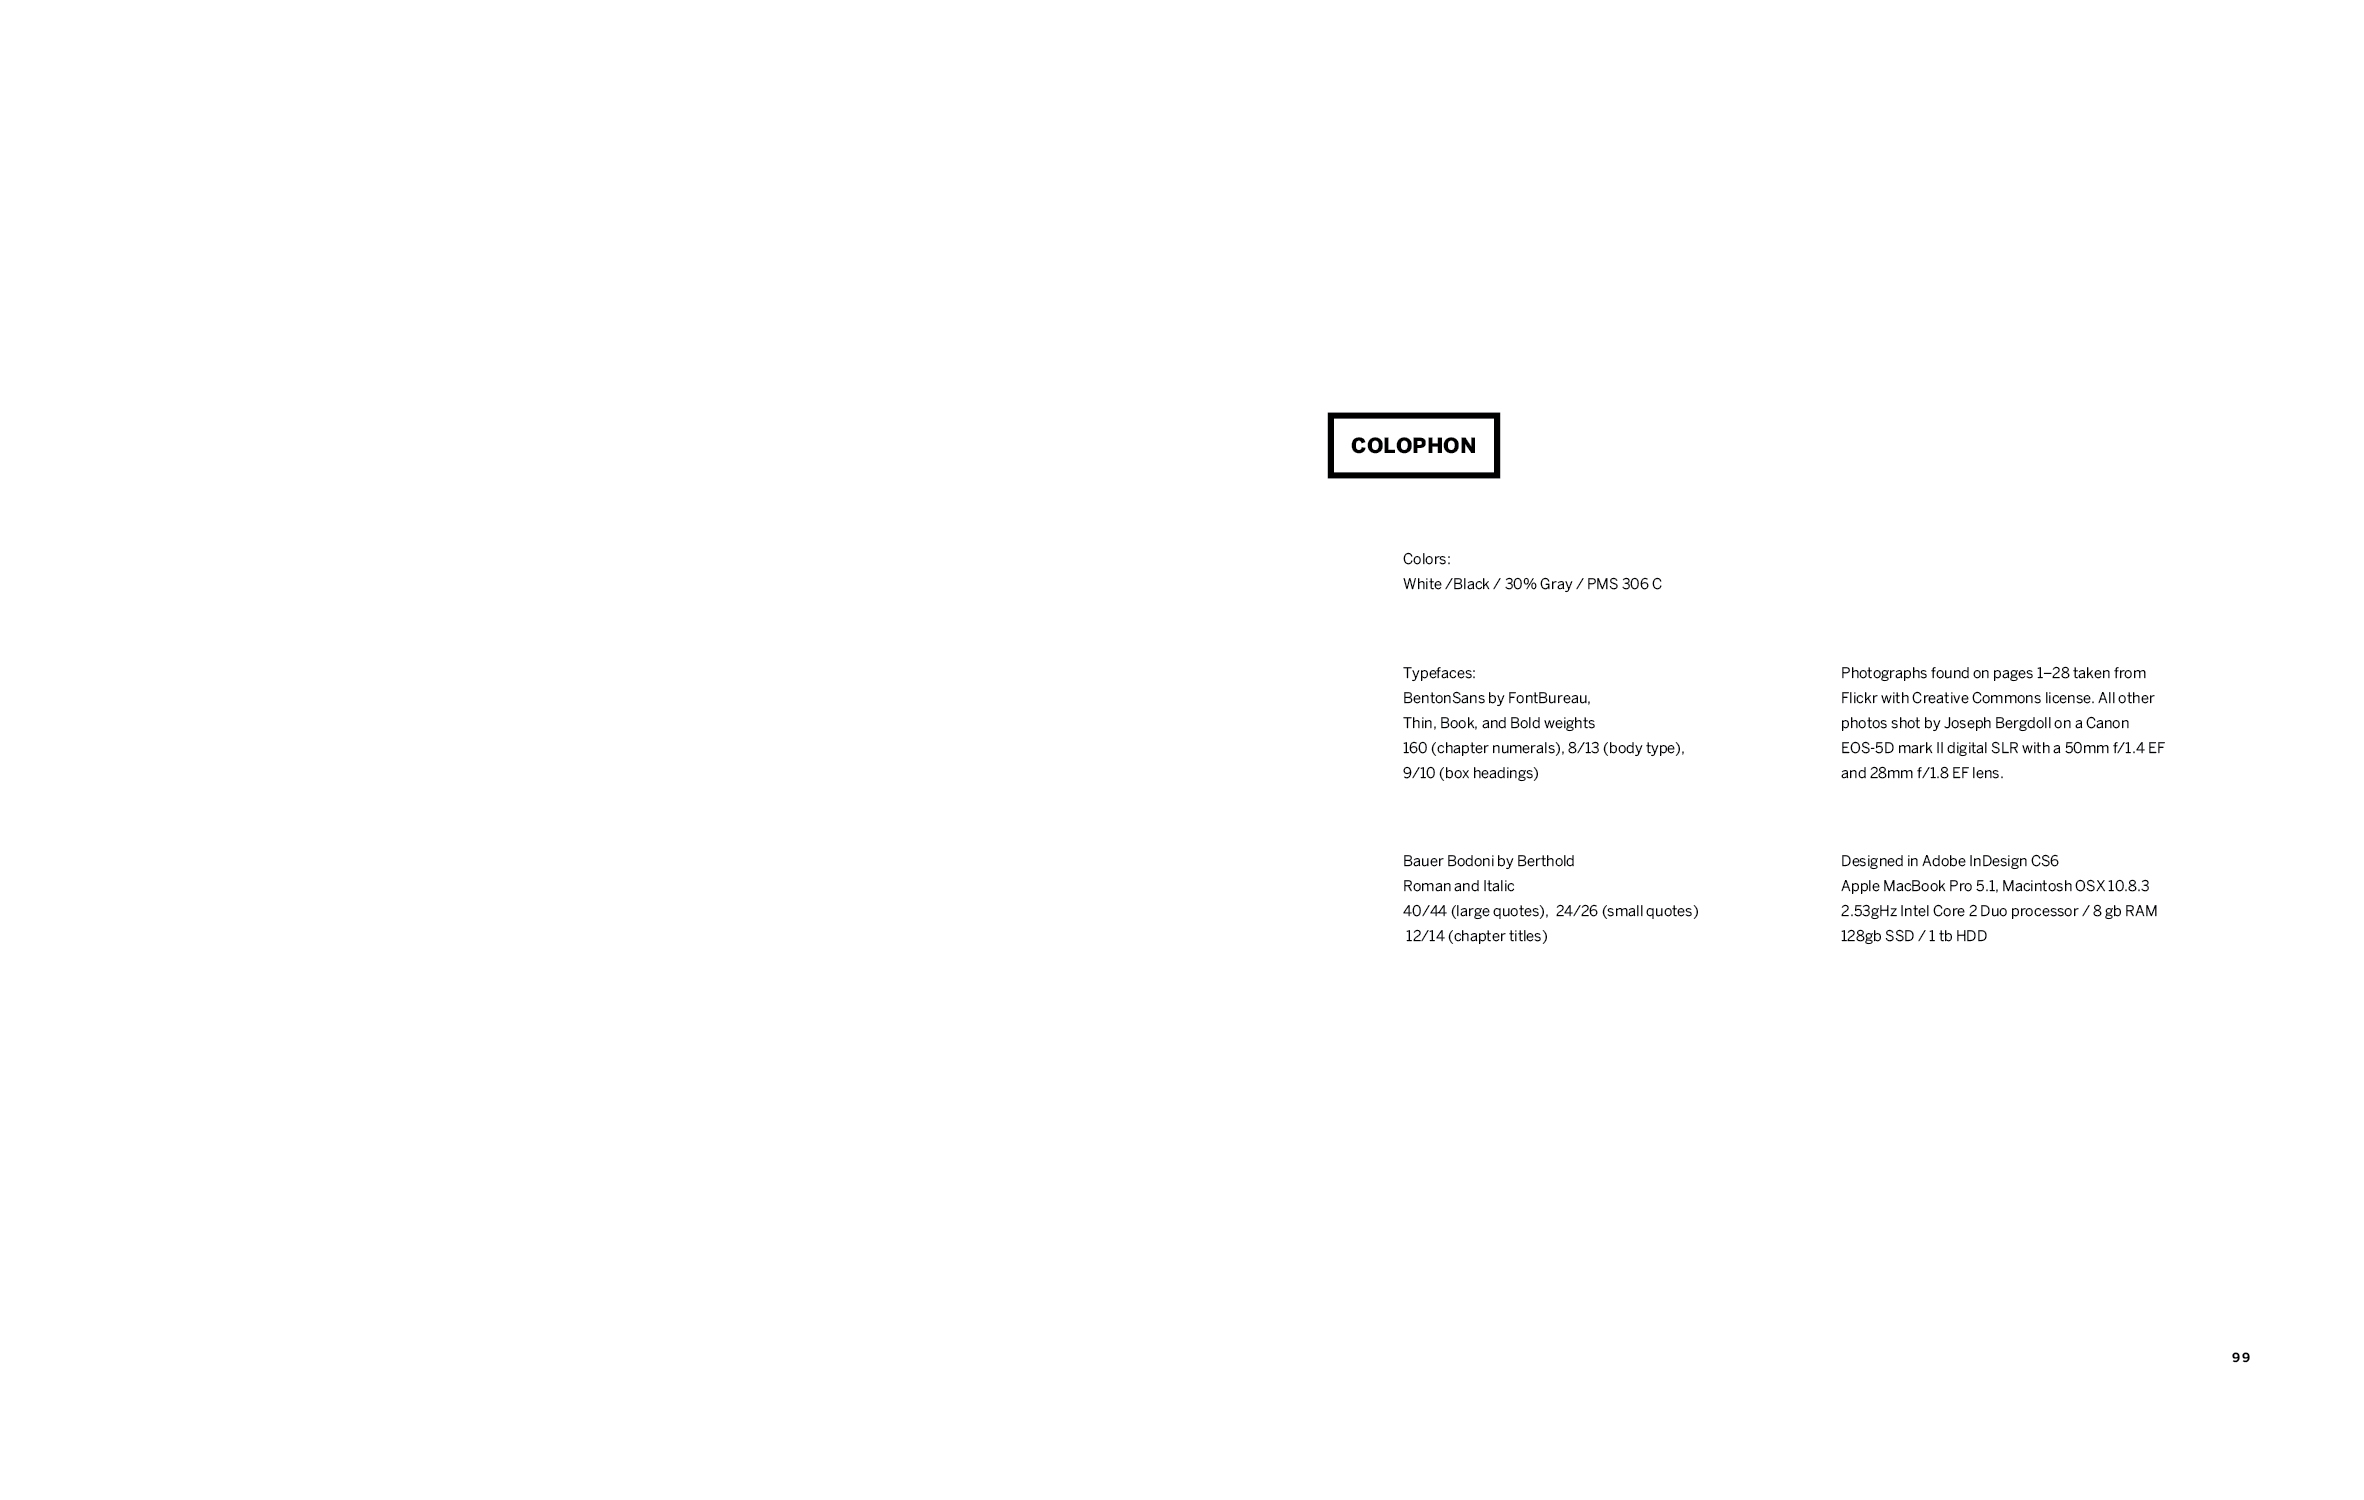 COLOPHON
Colors:
White /Black / 30% Gray / PMS 306 C
Typefaces:
BentonSans by FontBureau,
Thin, Book, and Bold weights
160 (chapter numerals), 8/13 (body type),
9/10 (box headings)
Bauer Bodoni by Berthold
Roman and Italic
40/44 (large quotes),  24/26 (small quotes)
12/14 (chapter titles)
Photographs found on pages 1–28 taken from
Flickr with Creative Commons license. All other
photos shot by Joseph Bergdoll on a Canon
EOS-5D mark II digital SLR with a 50mm f/1.4 EF
and 28mm f/1.8 EF lens.
Designed in Adobe InDesign CS6
Apple MacBook Pro 5.1, Macintosh OSX 10.8.3
2.53gHz Intel Core 2 Duo processor / 8 gb RAM
128gb SSD / 1 tb HDD
99